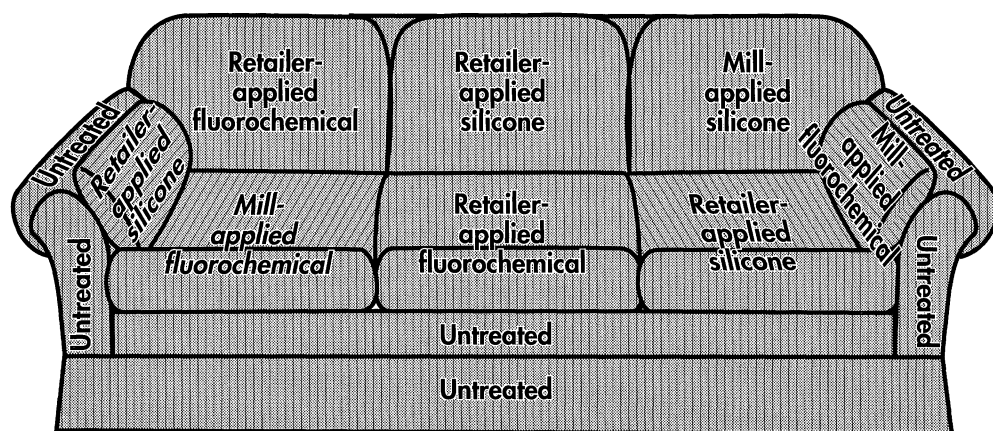 Retailer-
applied
fluorochemical
Retailer-
applied
silicone
Mill-
applied
silicone
Untreated
Retailer-
applied
silicone
Mill-
applied
fluorochemical
Retailer-
applied
fluorochemical
Retailer-
applied
silicone
Mill-
applied
fluorochemical
Untreated
Untreated
Untreated
Untreated
Untreated